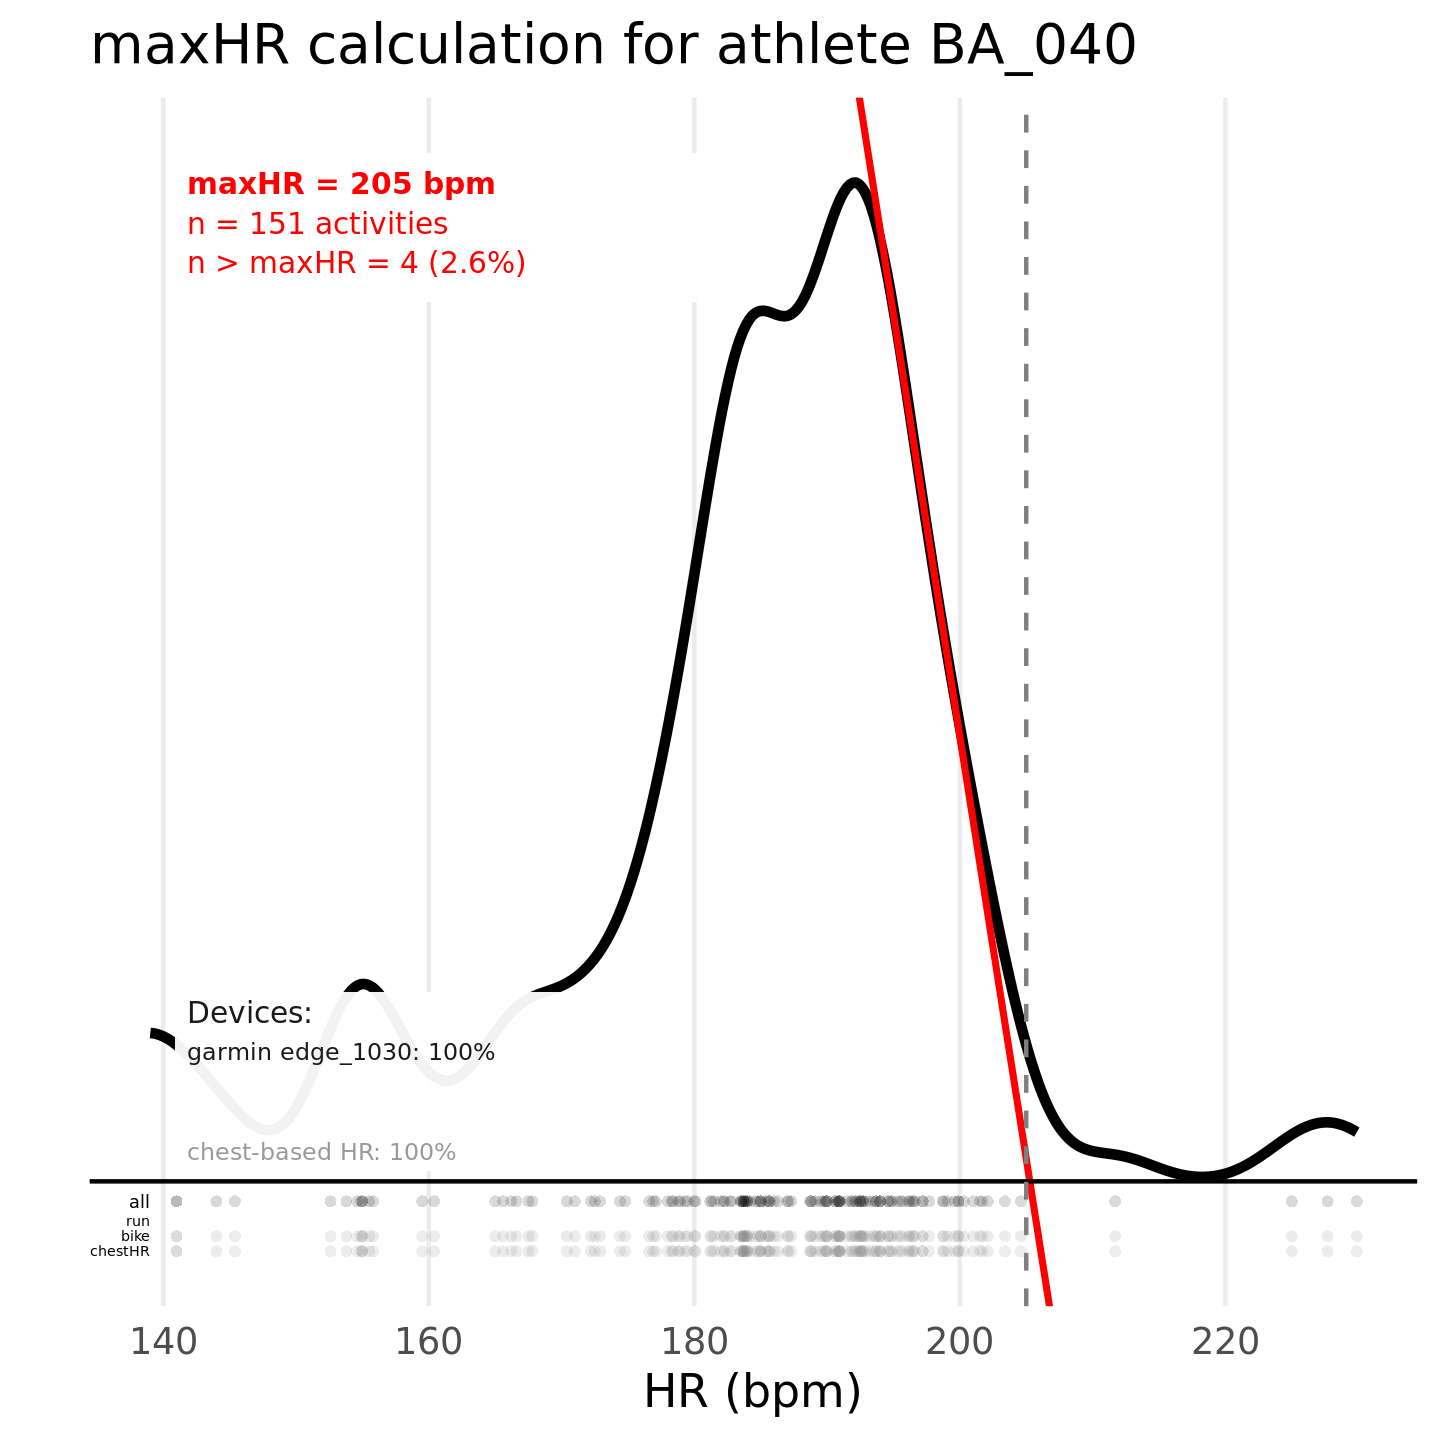 maxHR calculation for athlete BA_040
maxHR = 205 bpm
n = 151 activities
n > maxHR = 4 (2.6%)
Devices:
garmin edge_1030: 100%
chest-based HR: 100%
all
run
bike
chestHR
140 160 180 200 220
HR (bpm)